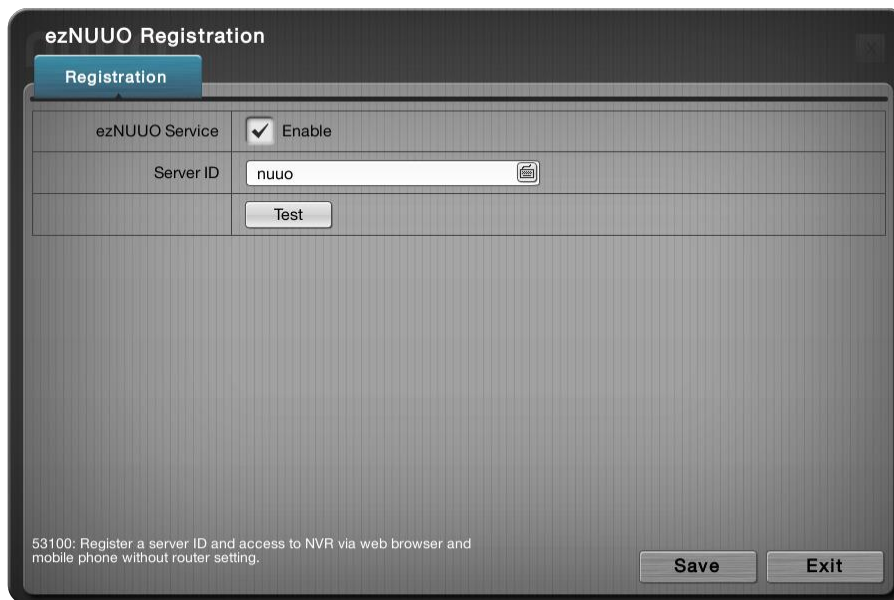 ezNUUO Registration
Registration
ezNUUO Service
Enable
Server ID
nuuo
Test
53100: Register a server ID and access to NVR via web browser and
mobile phone without router setting.
Save
Exit